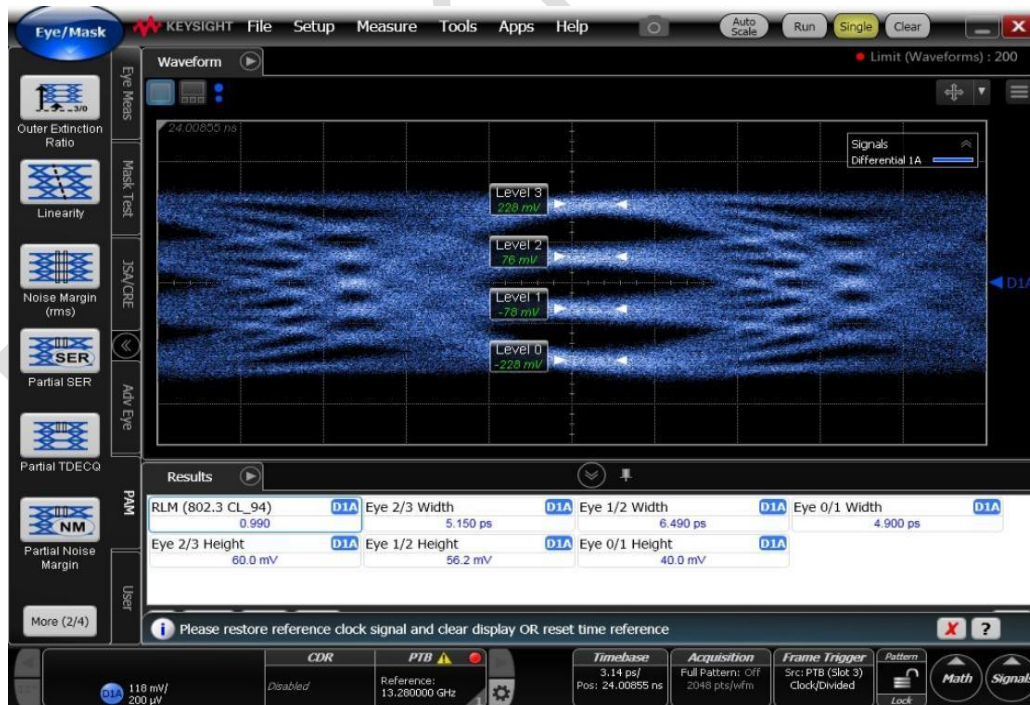 Eye/Mask
KEYSIGHT File Setup Measure Tools Apps Help
Auto Scale
Run
Single
Clear
Waveform
Limit (Waveforms) : 200
Eye Meas
Mask Test
JSA/CRE
Adv Eye
PAM
User
3/0
Outer Extinction
Ratio
Linearity
Noise Margin
(rms)
SER
Partial SER
Partial TDECQ
NM
Partial Noise
Margin
More (2/4)
24.00855 ns
Signals
Differential 1A
Level 3
228 mV
Level 2
76 mV
Level 1
-78 mV
Level 0
-228 mV
D1A
Results
RLM (802.3 CL_94) D1A Eye 2/3 Width D1A Eye 1/2 Width D1A Eye 0/1 Width D1A
0.990 5.150 ps 6.490 ps 4.900 ps
Eye 2/3 Height D1A Eye 1/2 Height D1A Eye 0/1 Height D1A
60.0 mV 56.2 mV 40.0 mV
Please restore reference clock signal and clear display OR reset time reference
X ?
D1A
118 mV/
200 µV
CDR
Disabled
PTB
Reference:
13.280000 GHz
1
Timebase
3.14 ps/
Pos: 24.00855 ns
Acquisition
Full Pattern: Off
2048 pts/wfm
Frame Trigger
Src: PTB (Slot 3)
Clock/Divided
Pattern
Lock
Math
Signals